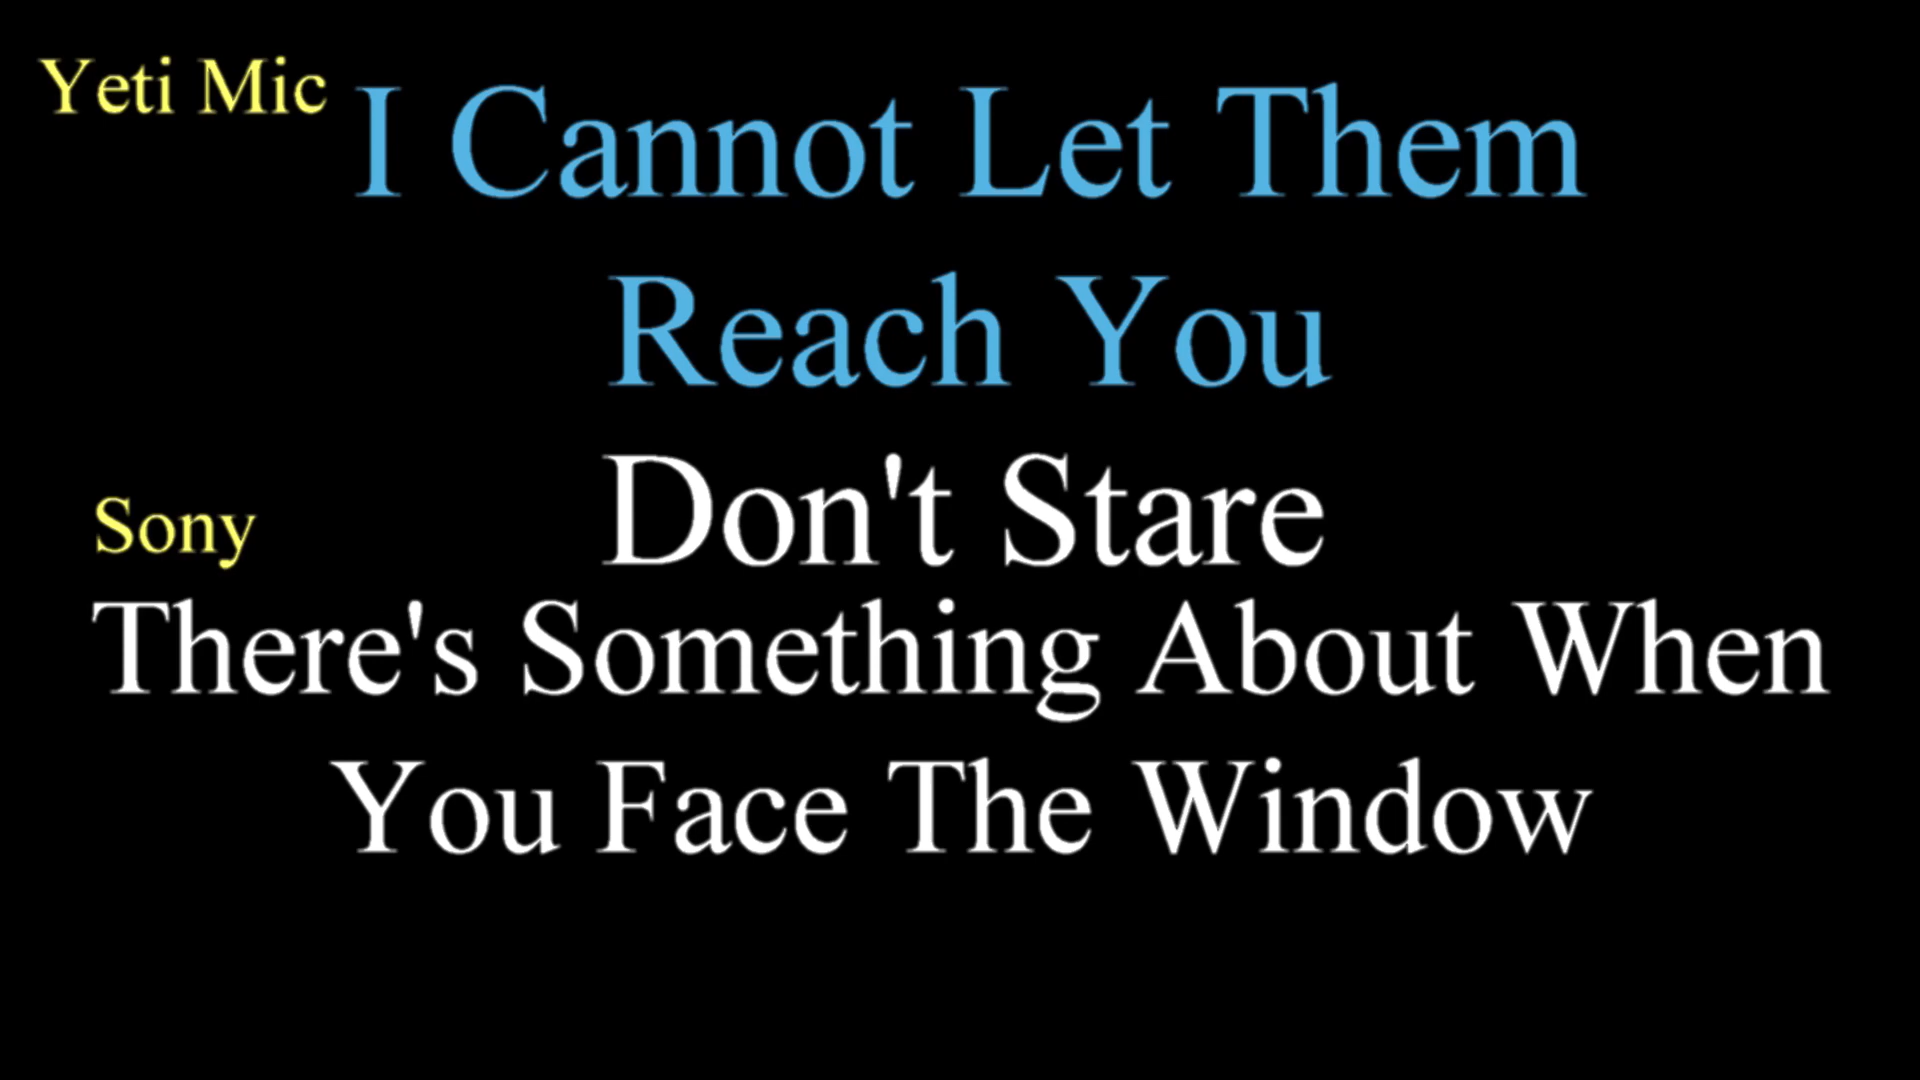 Yeti Mic
I Cannot Let Them
Reach You
Don't Stare
Sony
There's Something About When
You Face The Window